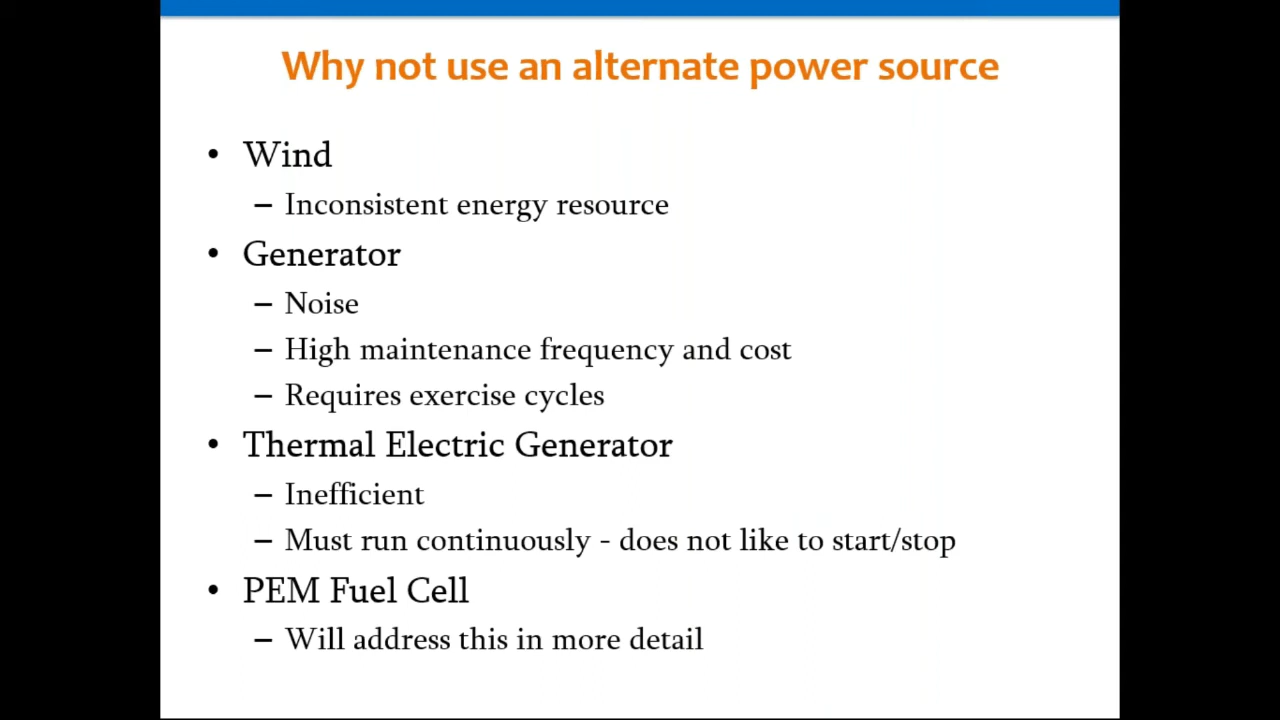 Why not use an alternate power source
• Wind
– Inconsistent energy resource
• Generator
– Noise
– High maintenance frequency and cost
– Requires exercise cycles
• Thermal Electric Generator
– Inefficient
– Must run continuously - does not like to start/stop
• PEM Fuel Cell
– Will address this in more detail